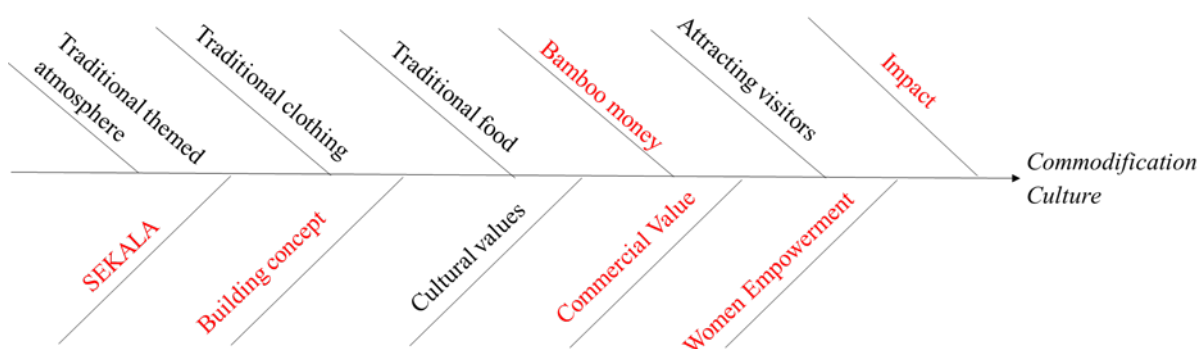 Traditional themed
atmosphere
Traditional clothing
Traditional food
Bamboo money
Attracting visitors
Impact
Commodification
Culture
SEKALA
Building concept
Cultural values
Commercial Value
Women Empowerment